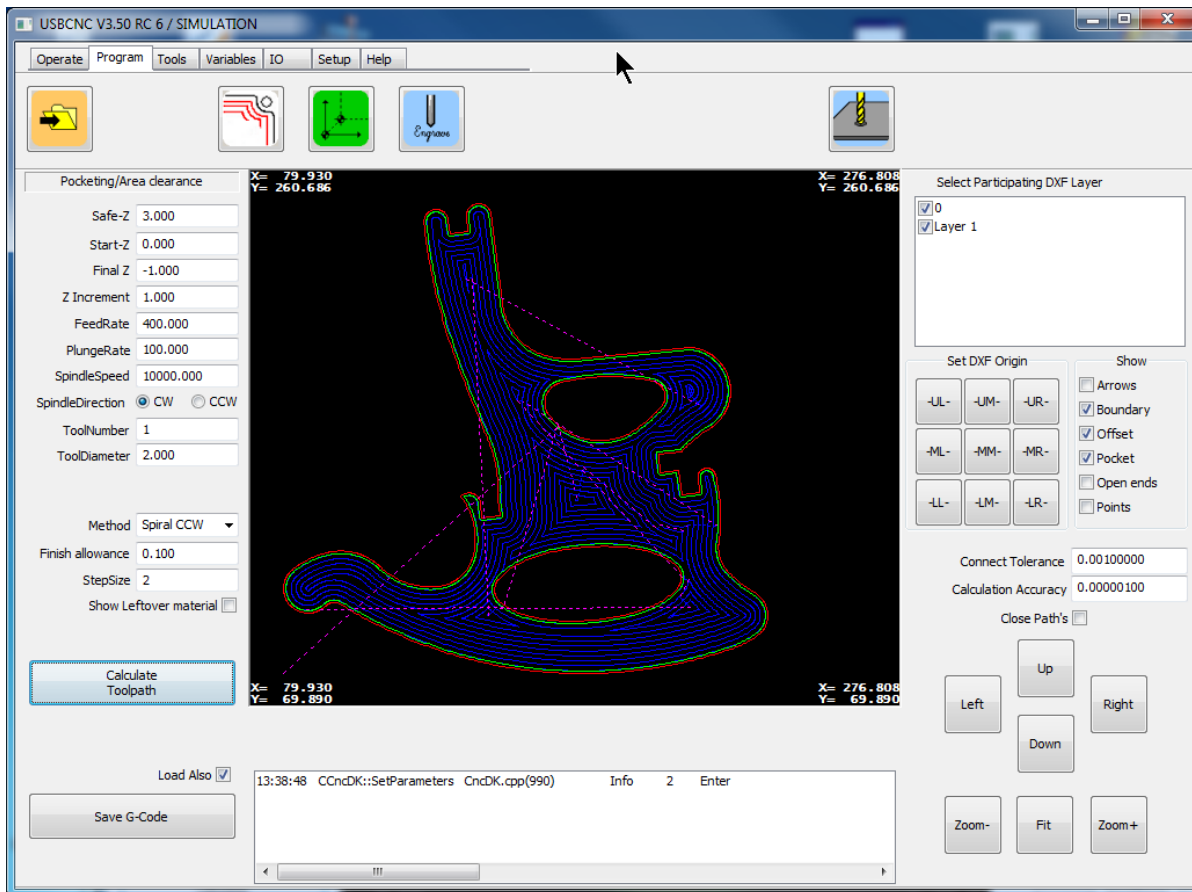 USBCNC V3.50 RC 6 / SIMULATION
Operate Program Tools Variables IO Setup Help
Engrave
Pocketing/Area clearance
Safe-Z 3.000
Start-Z 0.000
Final Z -1.000
Z Increment 1.000
FeedRate 400.000
PlungeRate 100.000
SpindleSpeed 10000.000
SpindleDirection CW CCW
ToolNumber 1
ToolDiameter 2.000
Method Spiral CCW
Finish allowance 0.100
StepSize 2
Show Leftover material
Calculate
Toolpath
Load Also
Save G-Code
X= 79.930
Y= 260.686
X= 276.808
Y= 260.686
X= 79.930
Y= 69.890
X= 276.808
Y= 69.890
13:38:48 CCncDK::SetParameters CncDK.cpp(990) Info 2 Enter
Select Participating DXF Layer
0
Layer 1
Set DXF Origin
-UL- -UM- -UR-
-ML- -MM- -MR-
-LL- -LM- -LR-
Show
Arrows
Boundary
Offset
Pocket
Open ends
Points
Connect Tolerance 0.00100000
Calculation Accuracy 0.00000100
Close Path's
Up
Left Right
Down
Zoom- Fit Zoom+